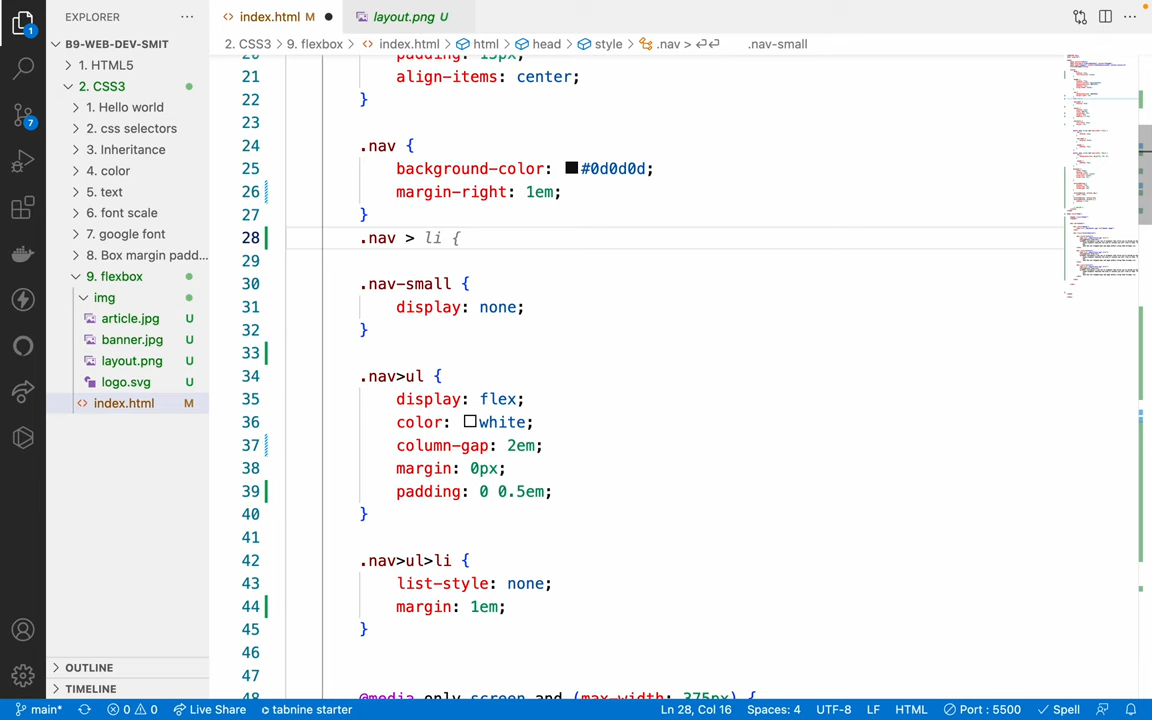 EXPLORER
index.html M
layout.png U
B9-WEB-DEV-SMIT
2. CSS3 > 9. flexbox > index.html > html > head > style > .nav > .nav-small
1. HTML5
2. CSS3
1. Hello world
2. css selectors
3. Inheritance
4. color
5. text
6. font scale
7. google font
8. Box margin padd...
9. flexbox
img
article.jpg U
banner.jpg U
layout.png U
logo.svg U
index.html M
OUTLINE
TIMELINE
1
7
20 padding: 15px;
21 align-items: center;
22 }
23
24 .nav {
25 background-color: #0d0d0d;
26 margin-right: 1em;
27 }
28 .nav > li {
29
30 .nav-small {
31 display: none;
32 }
33
34 .nav>ul {
35 display: flex;
36 color: white;
37 column-gap: 2em;
38 margin: 0px;
39 padding: 0 0.5em;
40 }
41
42 .nav>ul>li {
43 list-style: none;
44 margin: 1em;
45 }
46
47
48 @media only screen and (max-width: 375px) {
main* 0 0 Live Share tabnine starter Ln 28, Col 16 Spaces: 4 UTF-8 LF HTML Port : 5500 Spell